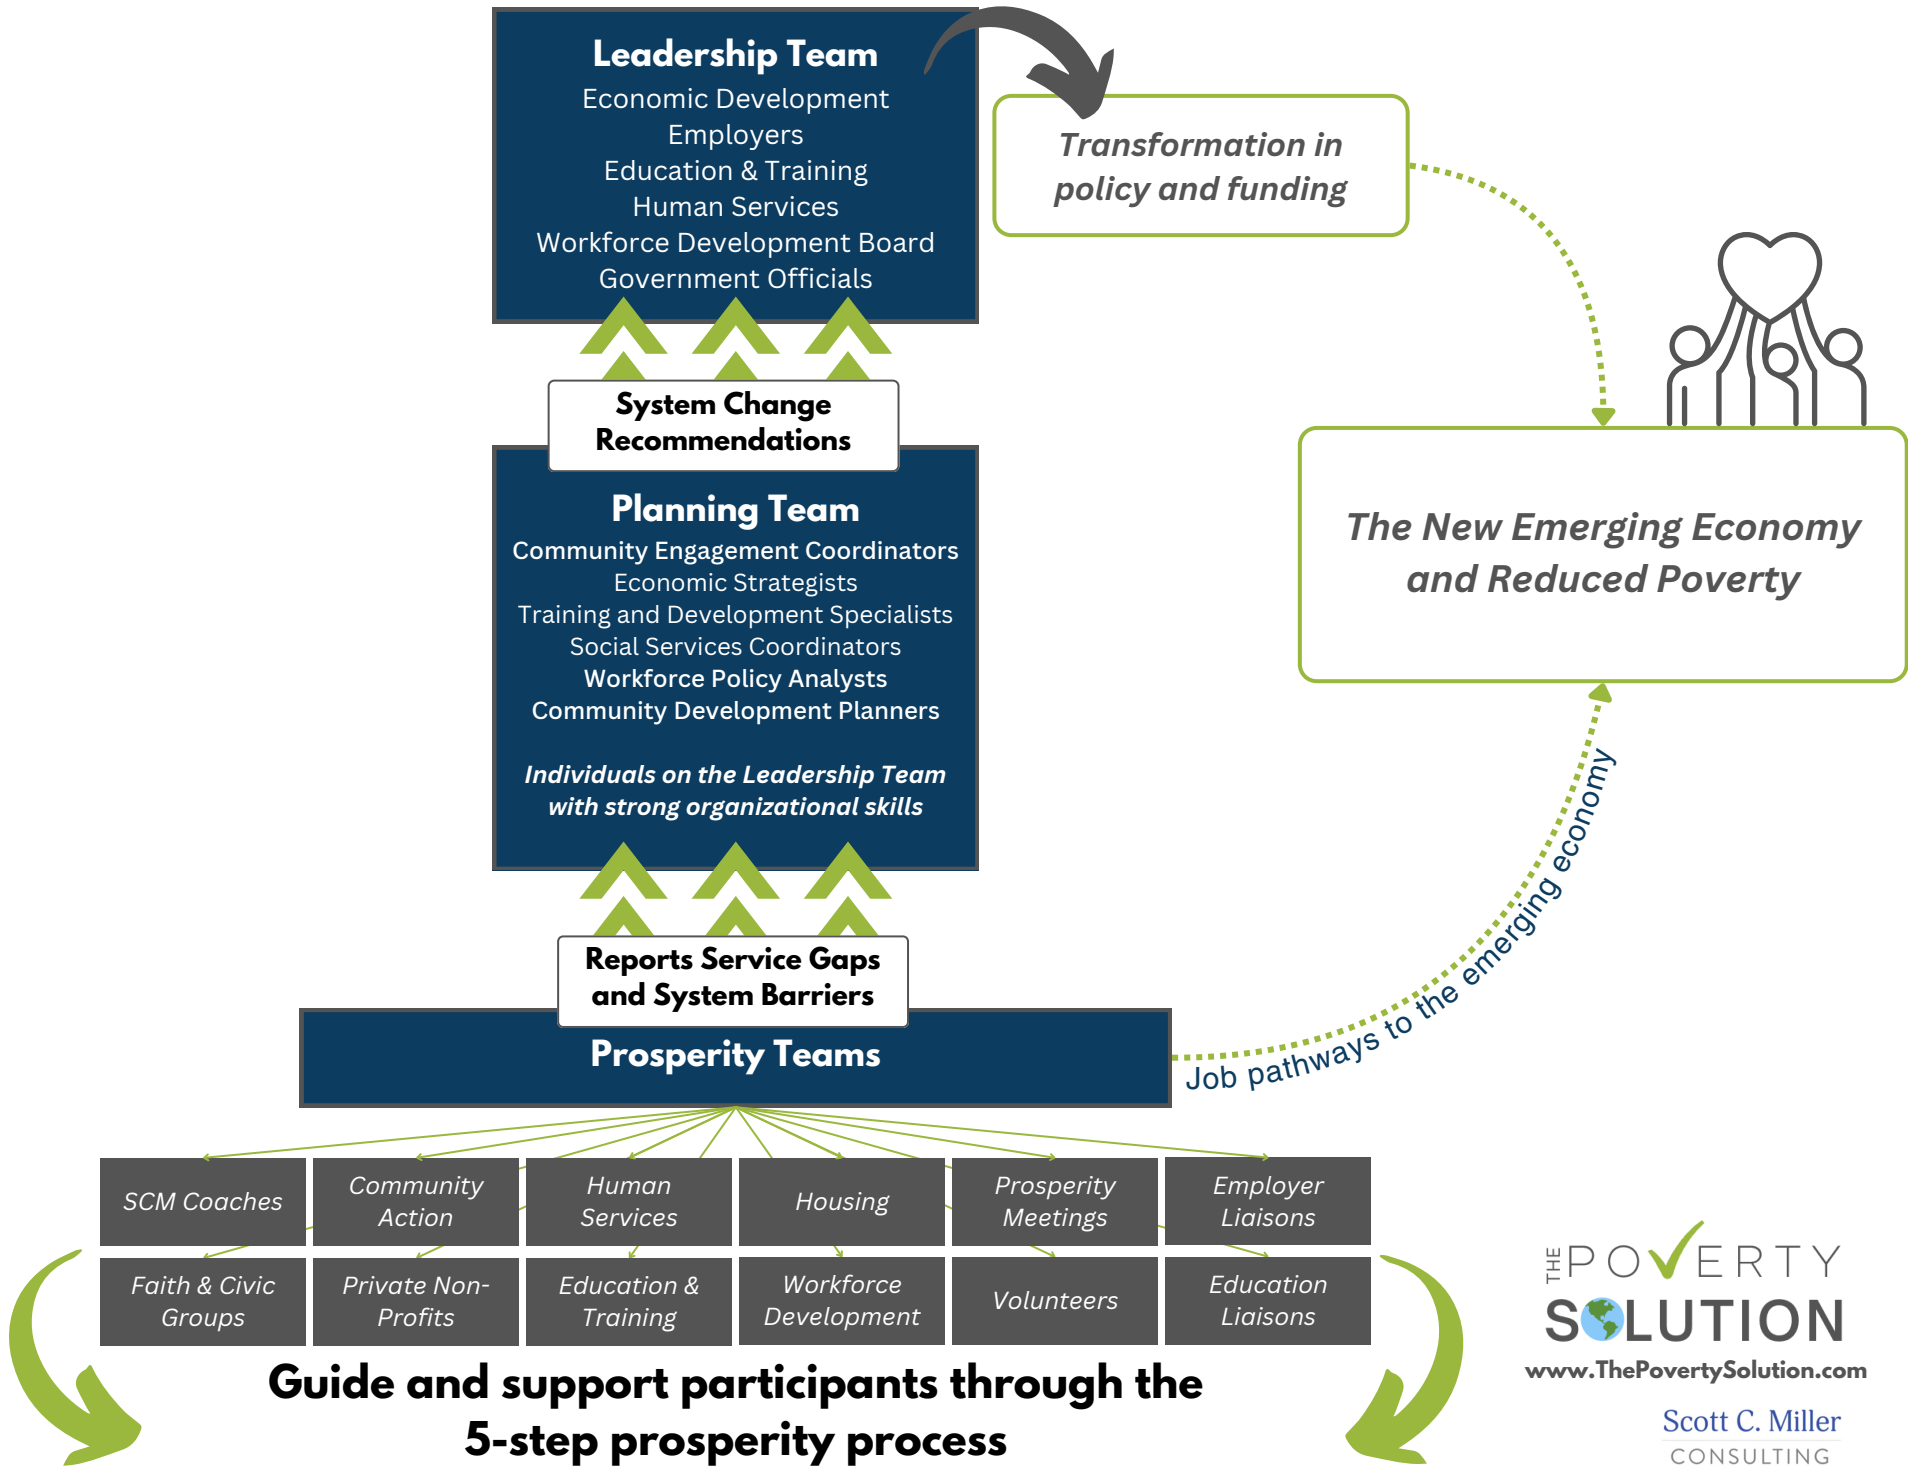 Leadership Team
Economic Development
Employers
Education & Training
Human Services
Workforce Development Board
Government Officials
Transformation in
policy and funding
System Change
Recommendations
Planning Team
Community Engagement Coordinators
Economic Strategists
Training and Development Specialists
Social Services Coordinators
Workforce Policy Analysts
Community Development Planners
Individuals on the Leadership Team
with strong organizational skills
The New Emerging Economy
and Reduced Poverty
Reports Service Gaps
and System Barriers
Prosperity Teams
Job pathways to the emerging economy
SCM Coaches
Community
Action
Human
Services
Housing
Prosperity
Meetings
Employer
Liaisons
Faith & Civic
Groups
Private Non-
Profits
Education &
Training
Workforce
Development
Volunteers
Education
Liaisons
Guide and support participants through the
5-step prosperity process
THE POVERTY
SOLUTION
www.ThePovertySolution.com
Scott C. Miller
CONSULTING